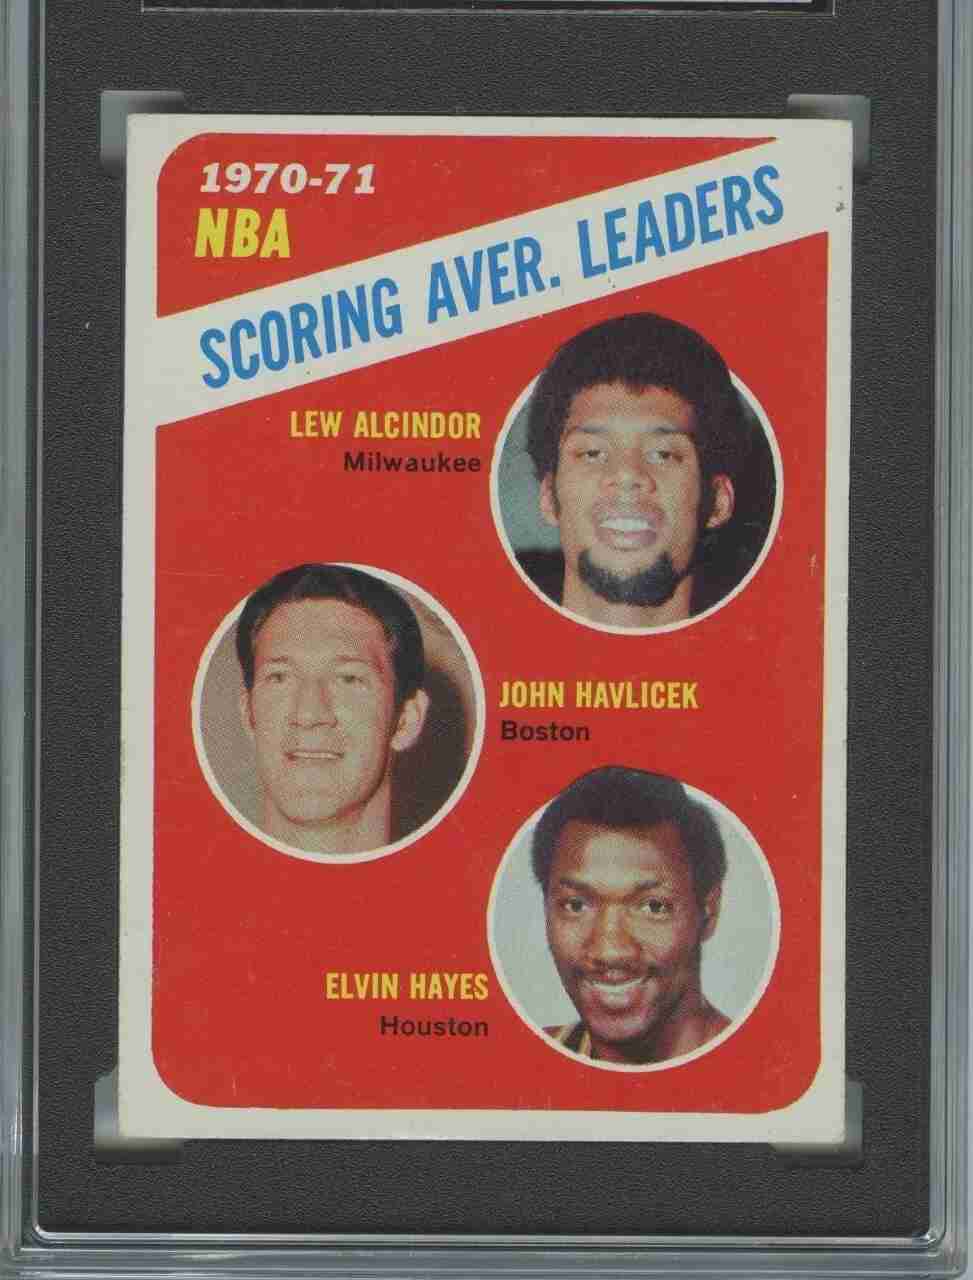 1970-71
NBA
SCORING AVER. LEADERS
LEW ALCINDOR
Milwaukee
JOHN HAVLICEK
Boston
ELVIN HAYES
Houston